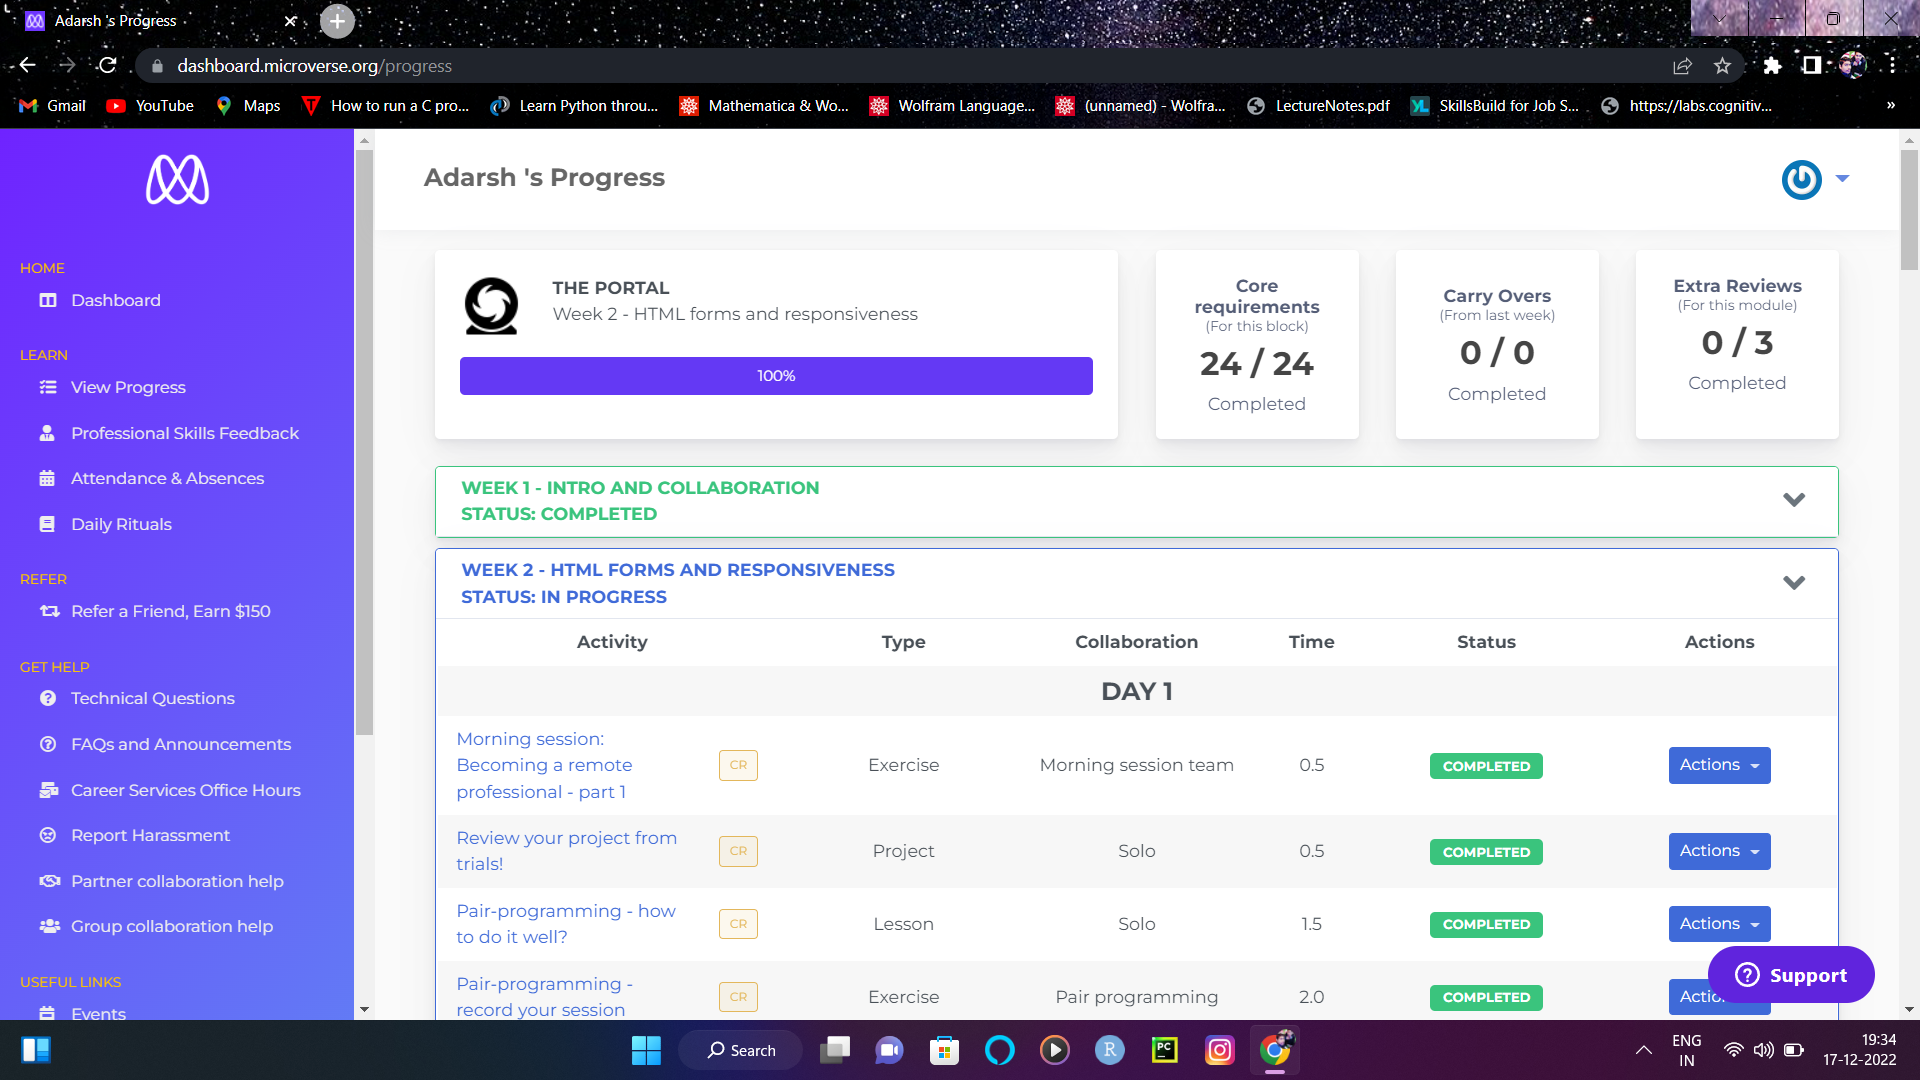 Adarsh 's Progress
dashboard.microverse.org/progress
Gmail
YouTube
Maps
How to run a C pro...
Learn Python throu...
Mathematica & Wo...
Wolfram Language...
(unnamed) - Wolfra...
LectureNotes.pdf
SkillsBuild for Job S...
https://labs.cognitiv...
»
HOME
Dashboard
LEARN
View Progress
Professional Skills Feedback
Attendance & Absences
Daily Rituals
REFER
Refer a Friend, Earn $150
GET HELP
Technical Questions
FAQs and Announcements
Career Services Office Hours
Report Harassment
Partner collaboration help
Group collaboration help
USEFUL LINKS
Events
Adarsh 's Progress
THE PORTAL
Week 2 - HTML forms and responsiveness
100%
Core
requirements
(For this block)
24 / 24
Completed
Carry Overs
(From last week)
0 / 0
Completed
Extra Reviews
(For this module)
0 / 3
Completed
WEEK 1 - INTRO AND COLLABORATION
STATUS: COMPLETED
WEEK 2 - HTML FORMS AND RESPONSIVENESS
STATUS: IN PROGRESS
Activity Type Collaboration Time Status Actions
DAY 1
Morning session:
Becoming a remote
professional - part 1
CR Exercise Morning session team 0.5 COMPLETED Actions
Review your project from
trials!
CR Project Solo 0.5 COMPLETED Actions
Pair-programming - how
to do it well?
CR Lesson Solo 1.5 COMPLETED Actions
Pair-programming -
record your session
CR Exercise Pair programming 2.0 COMPLETED Actio
Support
Search
R
PC
ENG
IN
19:34
17-12-2022